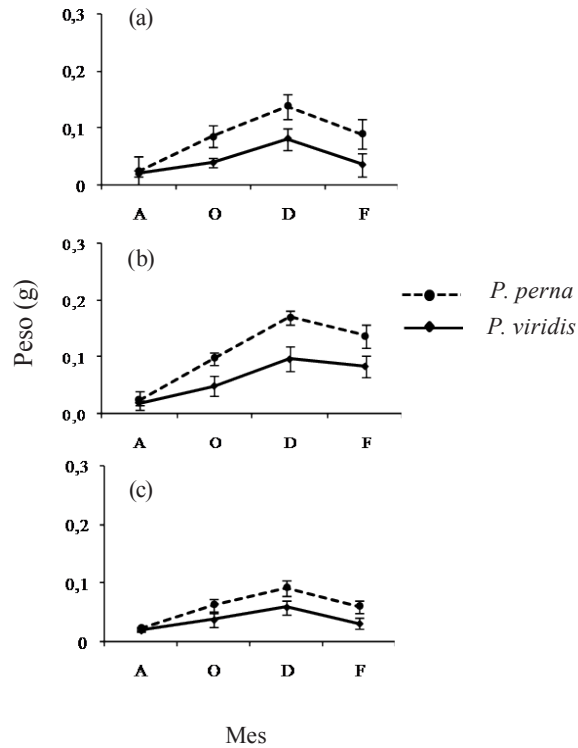 0,3
(a)
0,2
0,1
0
A O D F
0,3
(b)
0,2
0,1
0,0
A O D F
Peso (g)
P. perna
P. viridis
0,3
(c)
0,2
0,1
0
A O D F
Mes